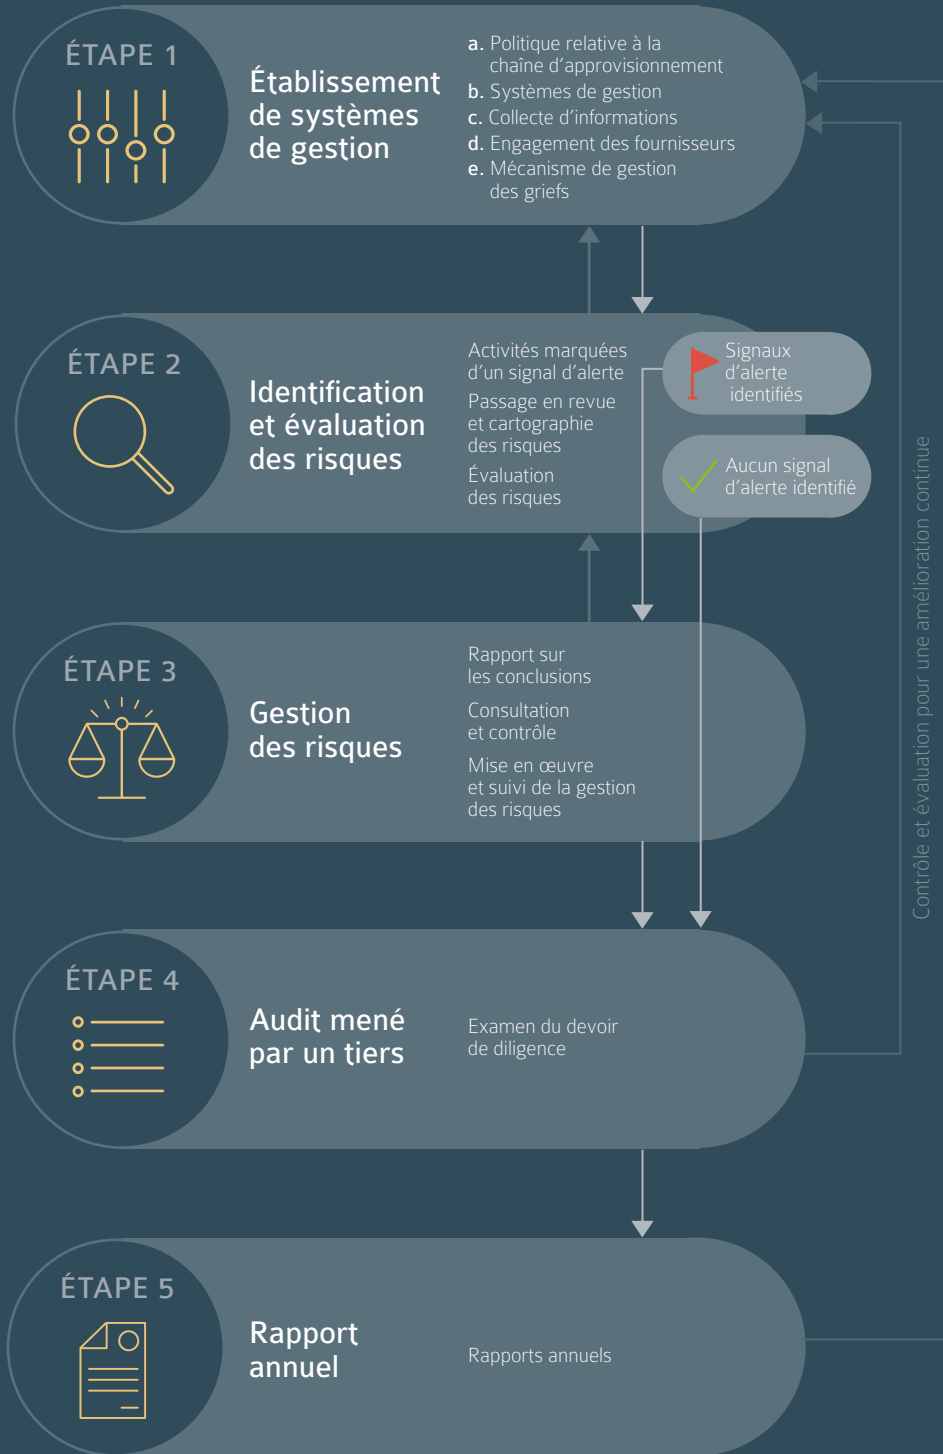 ÉTAPE 1
Établissement
de systèmes
de gestion
a. Politique relative à la
chaîne d'approvisionnement
b. Systèmes de gestion
c. Collecte d'informations
d. Engagement des fournisseurs
e. Mécanisme de gestion
des griefs
ÉTAPE 2
Identification
et évaluation
des risques
Activités marquées
d'un signal d'alerte
Passage en revue
et cartographie
des risques
Évaluation
des risques
Signaux
d'alerte
identifiés
Aucun signal
d'alerte identifié
ÉTAPE 3
Gestion
des risques
Rapport sur
les conclusions
Consultation
et contrôle
Mise en œuvre
et suivi de la gestion
des risques
ÉTAPE 4
Audit mené
par un tiers
Examen du devoir
de diligence
ÉTAPE 5
Rapport
annuel
Rapports annuels
Contrôle et évaluation pour une amélioration continue